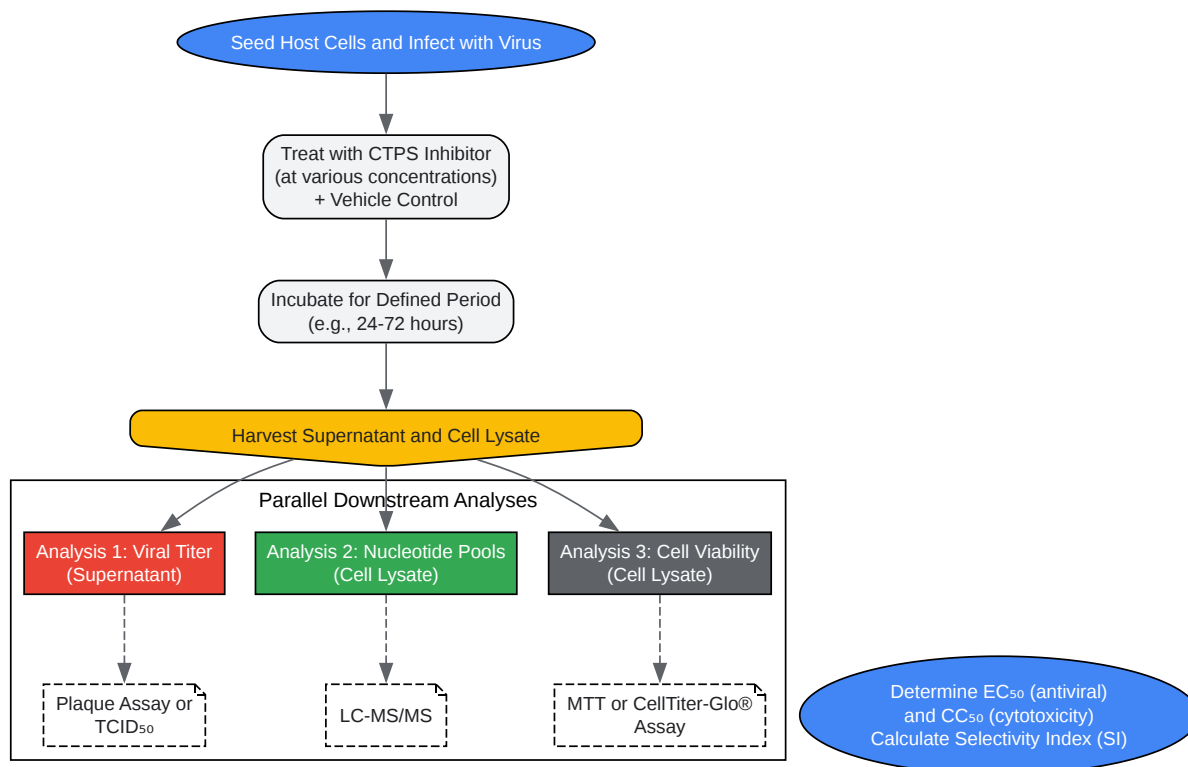 Seed Host Cells and Infect with Virus
Treat with CTPS Inhibitor
(at various concentrations)
+ Vehicle Control
Incubate for Defined Period
(e.g., 24-72 hours)
Harvest Supernatant and Cell Lysate
Parallel Downstream Analyses
Analysis 1: Viral Titer
(Supernatant)
Analysis 2: Nucleotide Pools
(Cell Lysate)
Analysis 3: Cell Viability
(Cell Lysate)
Plaque Assay or
TCID₅₀
LC-MS/MS
MTT or CellTiter-Glo®
Assay
Determine EC₅₀ (antiviral)
and CC₅₀ (cytotoxicity)
Calculate Selectivity Index (SI)